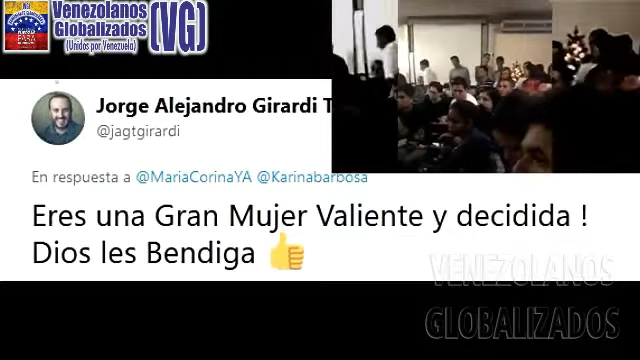 Venezolanos
Globalizados
(Unidos por Venezuela)
(VG)
Jorge Alejandro Girardi
@jagtgirardi
En respuesta a @MariaCorinaYA @Karinabarbosa
Eres una Gran Mujer Valiente y decidida !
Dios les Bendiga 👍
VENEZOLANOS
GLOBALIZADOS